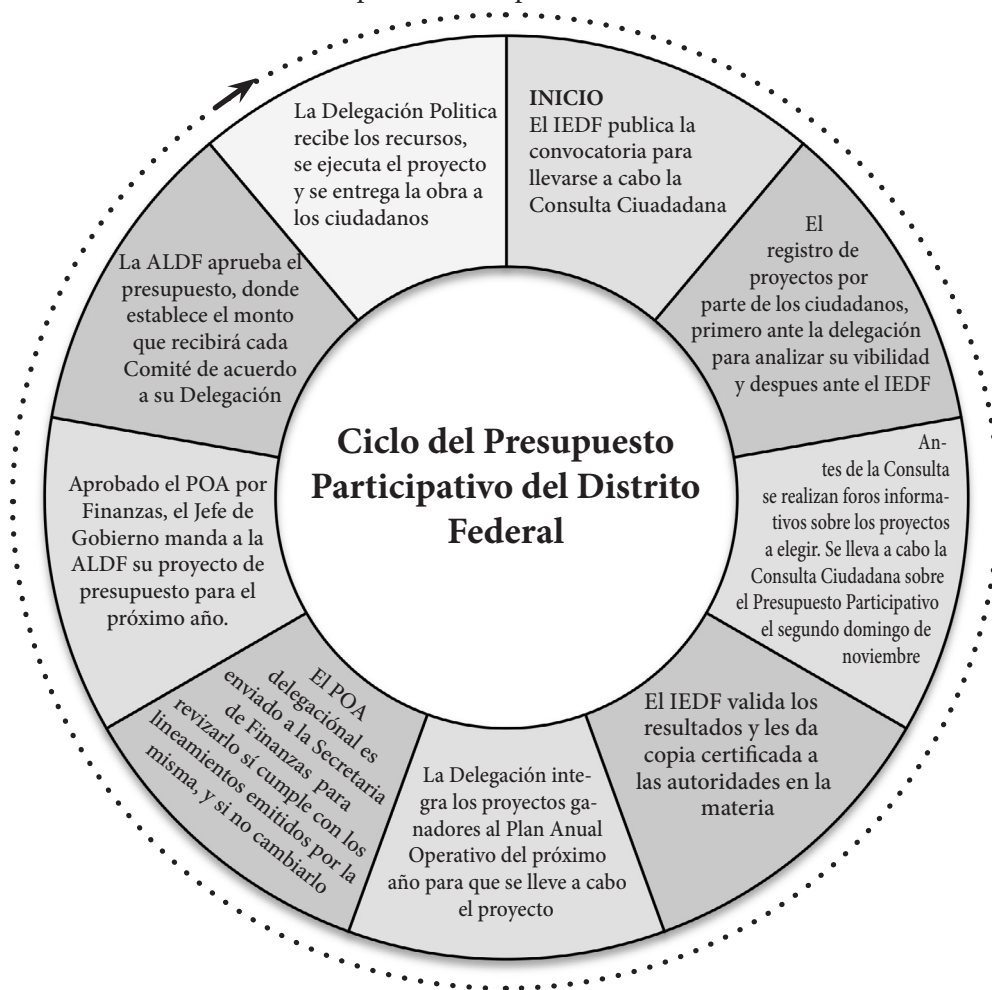 INICIO
El IEDF publica la
convocatoria para
llevarse a cabo la
Consulta Ciuadadana
El
registro de
proyectos por
parte de los ciudadanos,
primero ante la delegación
para analizar su vibilidad
y despues ante el IEDF
An-
tes de la Consulta
se realizan foros informa-
tivos sobre los proyectos
a elegir. Se lleva a cabo la
Consulta Ciudadana sobre
el Presupuesto Participativo
el segundo domingo de
noviembre
El IEDF valida los
resultados y les da
copia certificada a
las autoridades en la
materia
La Delegación inte-
gra los proyectos ga-
nadores al Plan Anual
Operativo del próximo
año para que se lleve a cabo
el proyecto
El POA
delegaciónal es
enviado a la Secretaria
de Finanzas para
revizarlo sí cumple con los
lineamientos emitidos por la
misma, y si no cambiarlo
Aprobado el POA por
Finanzas, el Jefe de
Gobierno manda a la
ALDF su proyecto de
presupuesto para el
próximo año.
La ALDF aprueba el
presupuesto, donde
establece el monto
que recibirá cada
Comité de acuerdo
a su Delegación
La Delegación Politica
recibe los recursos,
se ejecuta el proyecto
y se entrega la obra a
los ciudadanos
Ciclo del Presupuesto
Participativo del Distrito
Federal